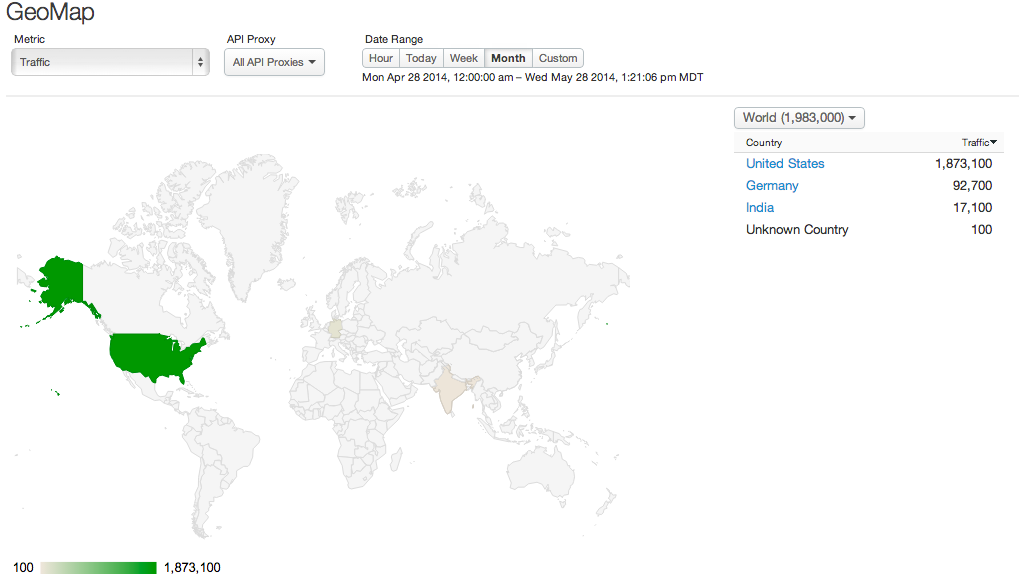 GeoMap
Metric
API Proxy
Date Range
Traffic
All API Proxies
Hour Today Week Month Custom
Mon Apr 28 2014, 12:00:00 am – Wed May 28 2014, 1:21:06 pm MDT
World (1,983,000)
Country Traffic
United States 1,873,100
Germany 92,700
India 17,100
Unknown Country 100
100 1,873,100